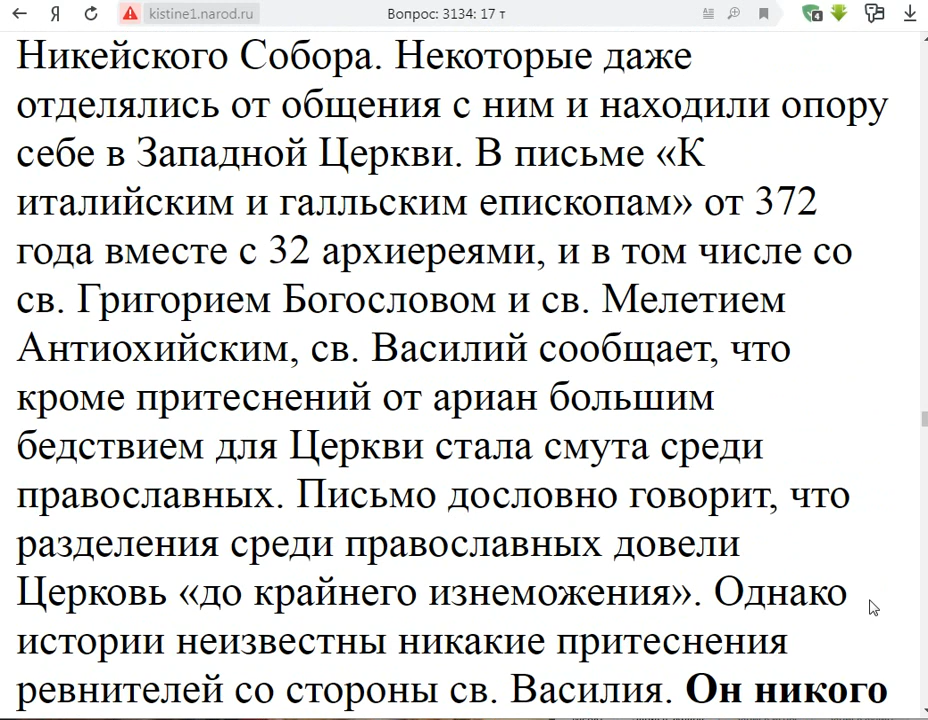 kistine1.narod.ru
Вопрос: 3134: 17 т
4
Никейского Собора. Некоторые даже
отделялись от общения с ним и находили опору
себе в Западной Церкви. В письме «К
италийским и галльским епископам» от 372
года вместе с 32 архиереями, и в том числе со
св. Григорием Богословом и св. Мелетием
Антиохийским, св. Василий сообщает, что
кроме притеснений от ариан большим
бедствием для Церкви стала смута среди
православных. Письмо дословно говорит, что
разделения среди православных довели
Церковь «до крайнего изнеможения». Однако
истории неизвестны никакие притеснения
ревнителей со стороны св. Василия. Он никого